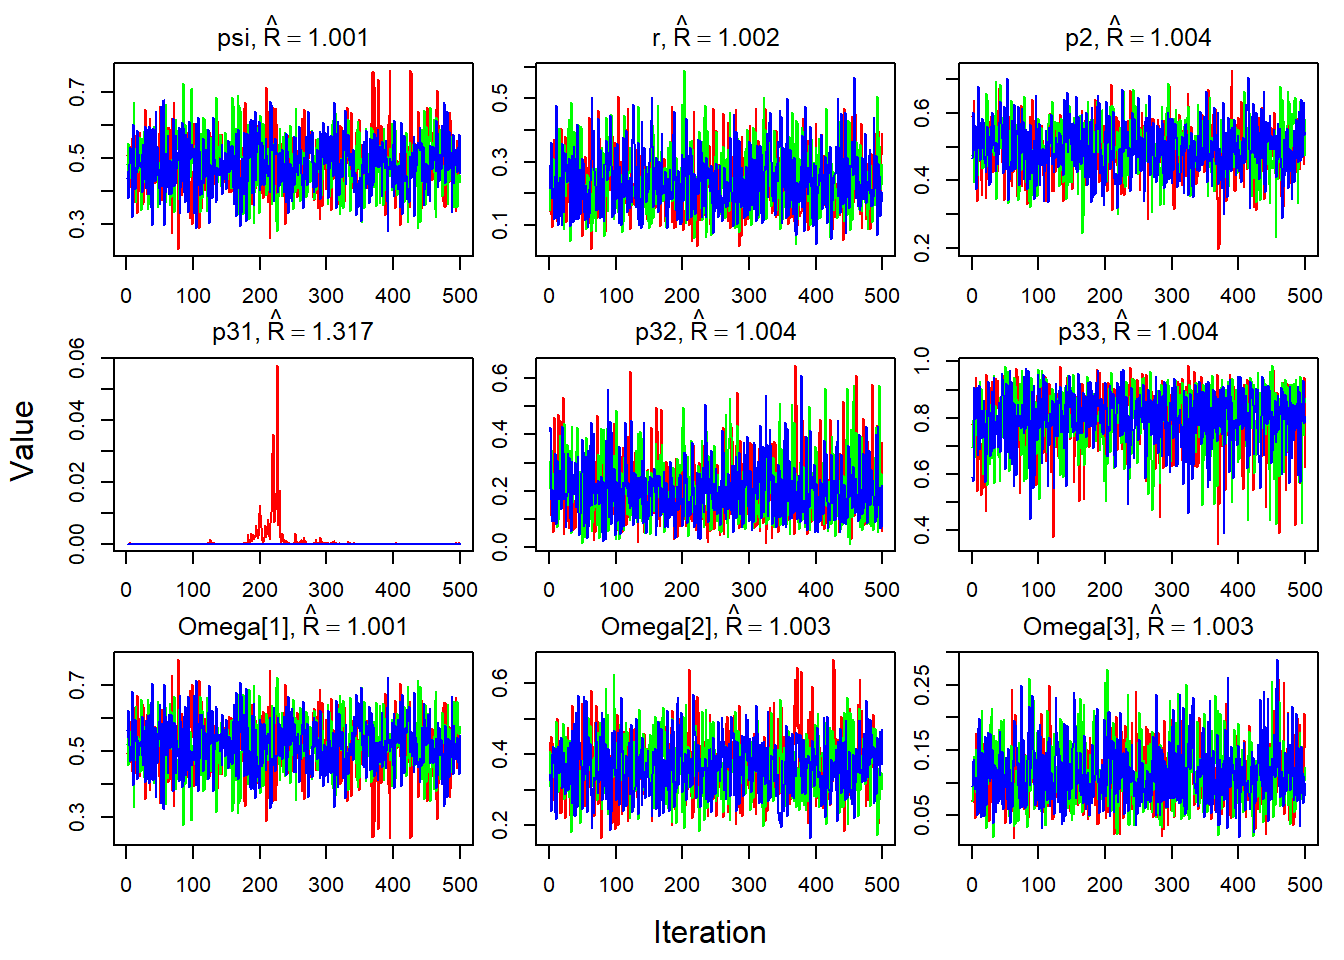 psi, R̂ = 1.001
r, R̂ = 1.002
p2, R̂ = 1.004
0.3 0.5 0.7
0.1 0.3 0.5
0.2 0.4 0.6
0 100 200 300 400 500
0 100 200 300 400 500
0 100 200 300 400 500
p31, R̂ = 1.317
p32, R̂ = 1.004
p33, R̂ = 1.004
Value
0.00 0.02 0.04 0.06
0.0 0.2 0.4 0.6
0.4 0.6 0.8 1.0
0 100 200 300 400 500
0 100 200 300 400 500
0 100 200 300 400 500
Omega[1], R̂ = 1.001
Omega[2], R̂ = 1.003
Omega[3], R̂ = 1.003
0.3 0.5 0.7
0.2 0.4 0.6
0.05 0.15 0.25
0 100 200 300 400 500
0 100 200 300 400 500
0 100 200 300 400 500
Iteration